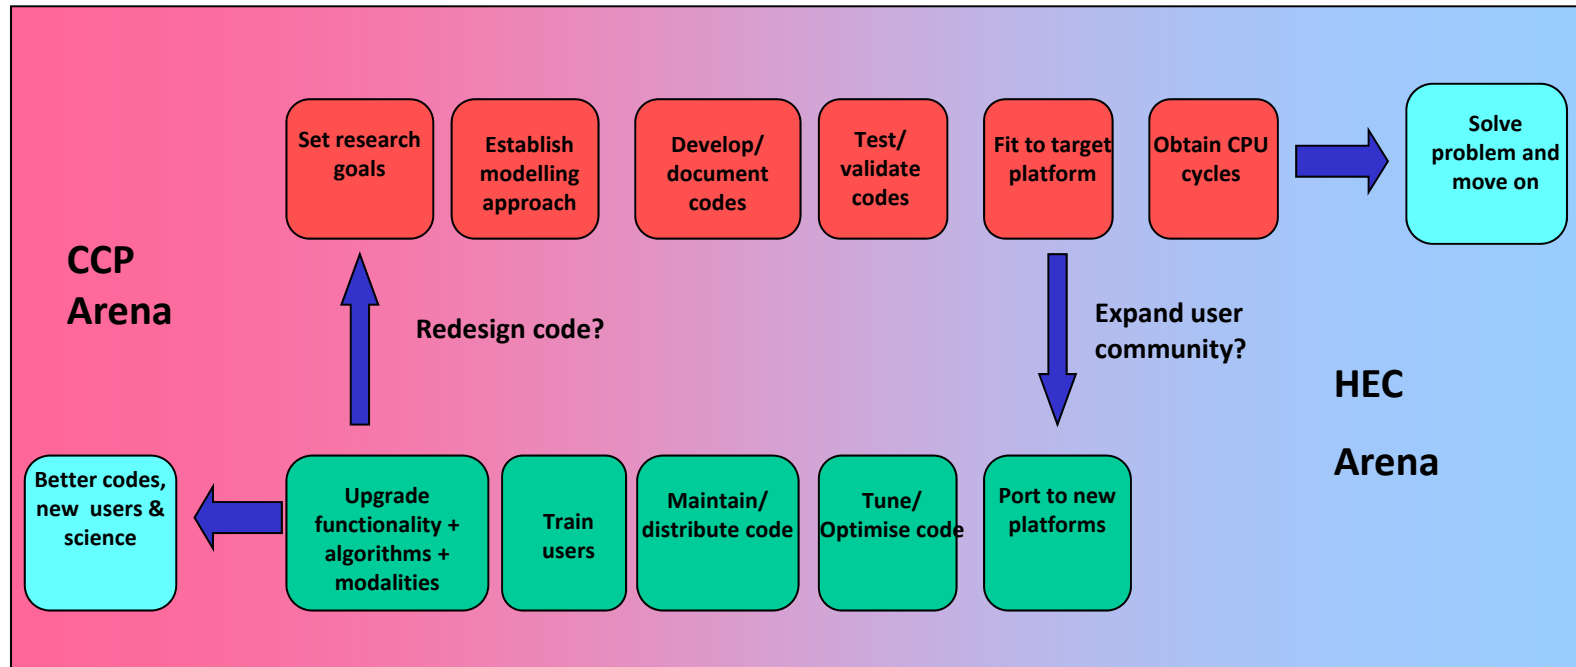 Set research
goals
Establish
modelling
approach
Develop/
document
codes
Test/
validate
codes
Fit to target
platform
Obtain CPU
cycles
Solve
problem and
move on
CCP
Arena
Redesign code?
Expand user
community?
HEC
Arena
Better codes,
new users &
science
Upgrade
functionality +
algorithms +
modalities
Train
users
Maintain/
distribute code
Tune/
Optimise code
Port to new
platforms